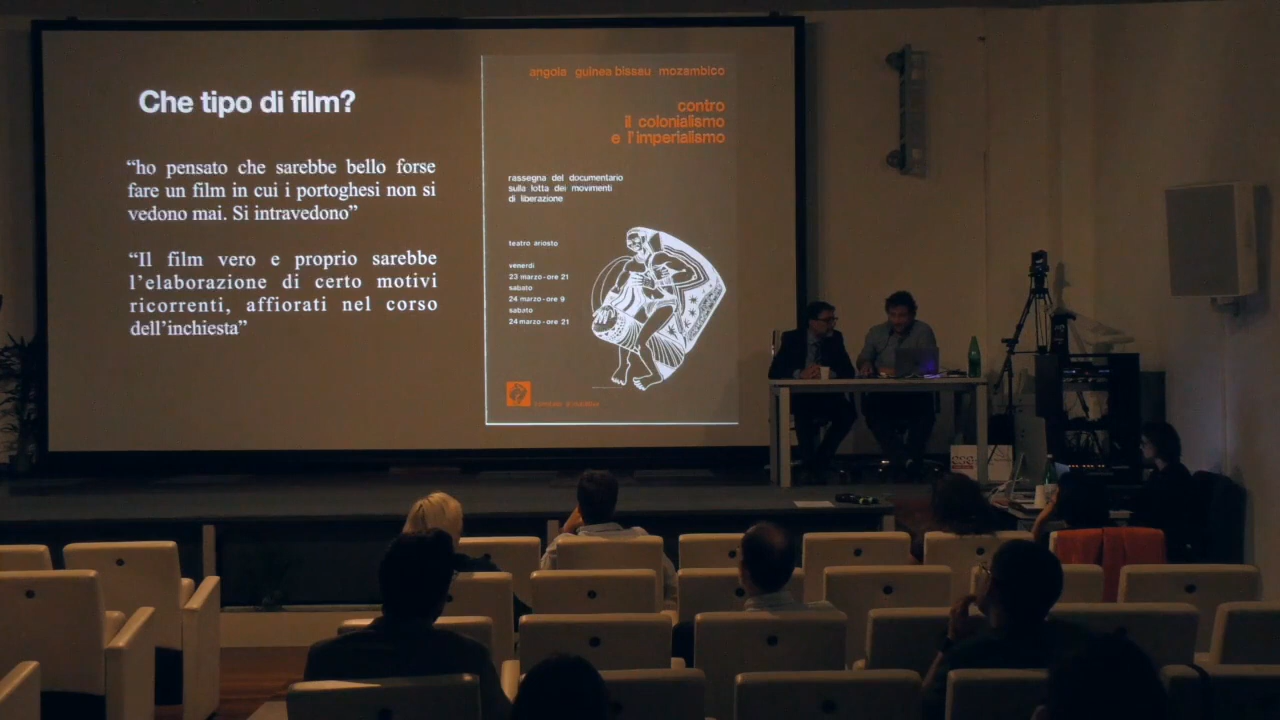 Che tipo di film?
“ho pensato che sarebbe bello forse
fare un film in cui i portoghesi non si
vedono mai. Si intravedono”
“Il film vero e proprio sarebbe
l’elaborazione di certo motivi
ricorrenti, affiorati nel corso
dell’inchiesta”
angola guinea bissau mozambico
contro
il colonialismo
e l'imperialismo
rassegna del documentario
sulla lotta dei movimenti
di liberazione
teatro ariosto
venerdi
23 marzo - ore 21
sabato
24 marzo - ore 9
sabato
24 marzo - ore 21